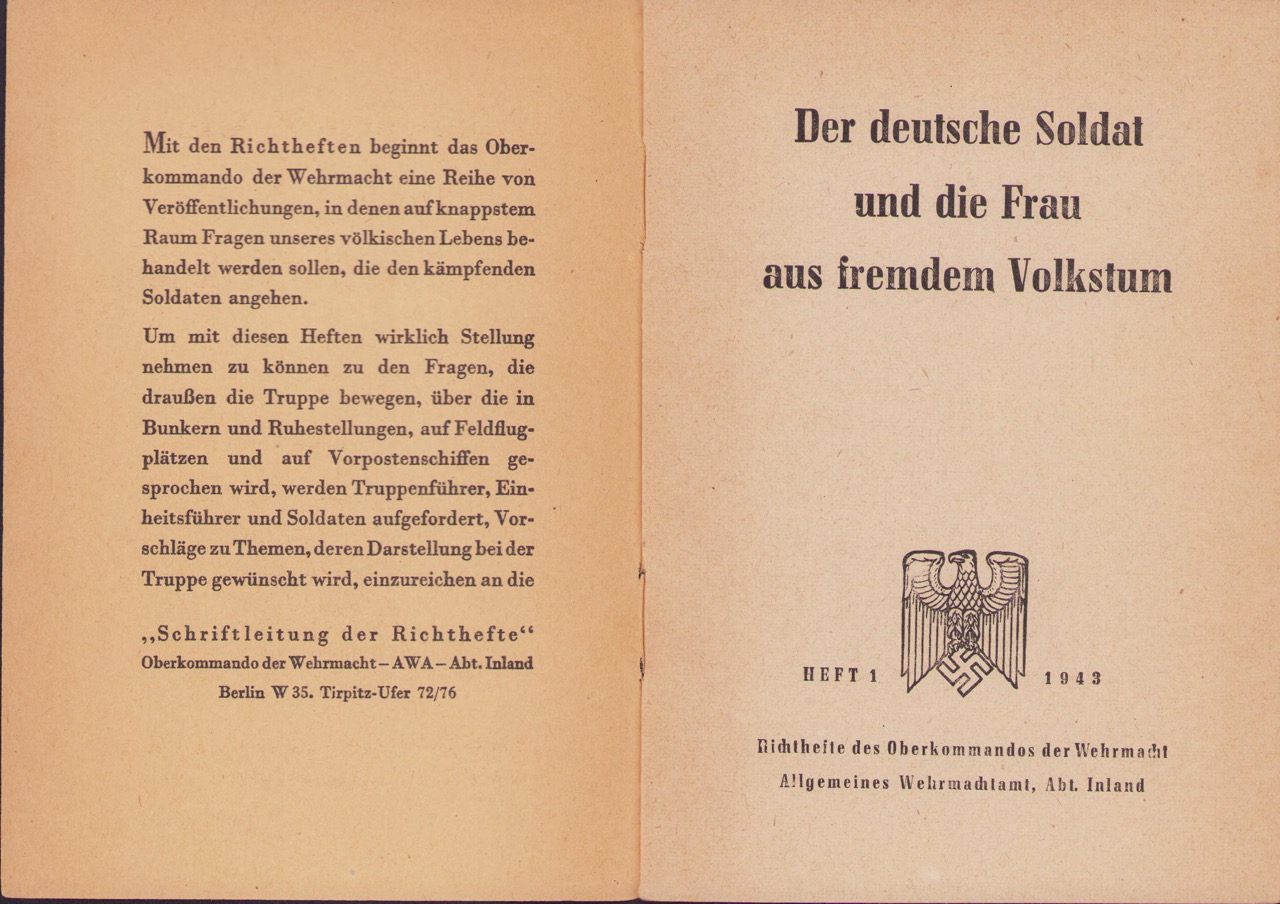 Mit den Richtheften beginnt das Ober-
kommando der Wehrmacht eine Reihe von
Veröffentlichungen, in denen auf knappstem
Raum Fragen unseres völkischen Lebens be-
handelt werden sollen, die den kämpfenden
Soldaten angehen.
Um mit diesen Heften wirklich Stellung
nehmen zu können zu den Fragen, die
draußen die Truppe bewegen, über die in
Bunkern und Ruhestellungen, auf Feldflug-
plätzen und auf Vorpostenschiffen ge-
sprochen wird, werden Truppenführer, Ein-
heitsführer und Soldaten aufgefordert, Vor-
schläge zu Themen, deren Darstellung bei der
Truppe gewünscht wird, einzureichen an die
„Schriftleitung der Richthefte“
Oberkommando der Wehrmacht – AWA – Abt. Inland
Berlin W 35. Tirpitz-Ufer 72/76
Der deutsche Soldat
und die Frau
aus fremdem Volkstum
HEFT 1 1943
Richthefte des Oberkommandos der Wehrmacht
Allgemeines Wehrmachtamt, Abt. Inland